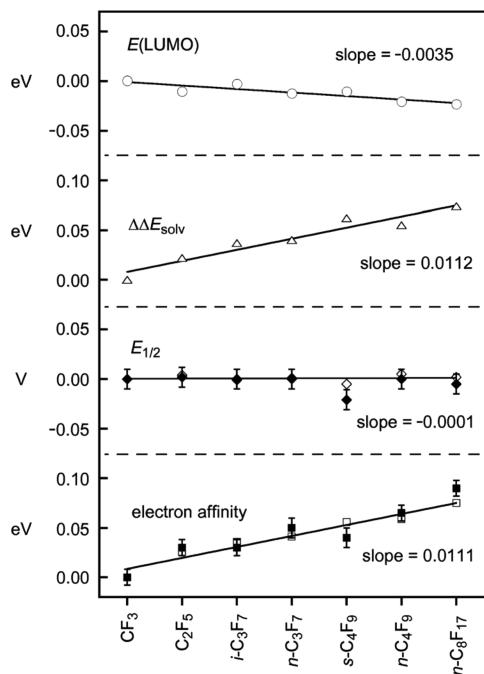 0.05
E(LUMO)
slope = -0.0035
eV
0.00
-0.05
0.10
eV
ΔΔE_solv
0.05
slope = 0.0112
0.00
0.05
E_1/2
V
0.00
-0.05
slope = -0.0001
0.10
electron affinity
eV
0.05
slope = 0.0111
0.00
CF₃
C₂F₅
i-C₃F₇
n-C₃F₇
s-C₄F₉
n-C₄F₉
n-C₈F₁₇